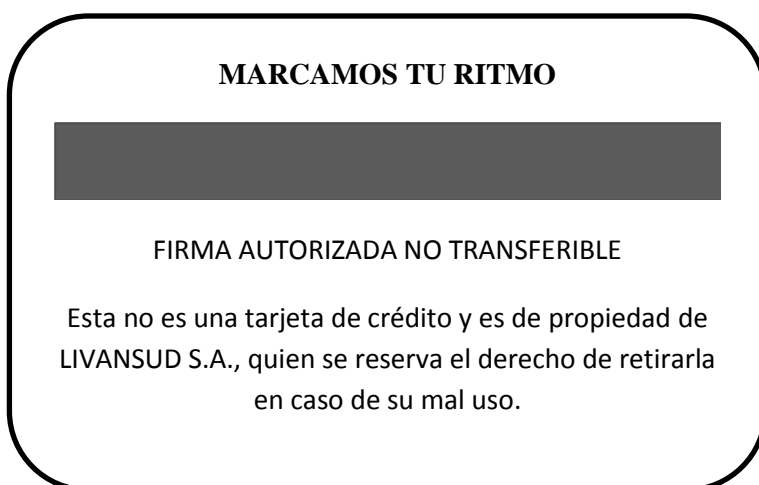 MARCAMOS TU RITMO
FIRMA AUTORIZADA NO TRANSFERIBLE
Esta no es una tarjeta de crédito y es de propiedad de
LIVANSUD S.A., quien se reserva el derecho de retirarla
en caso de su mal uso.